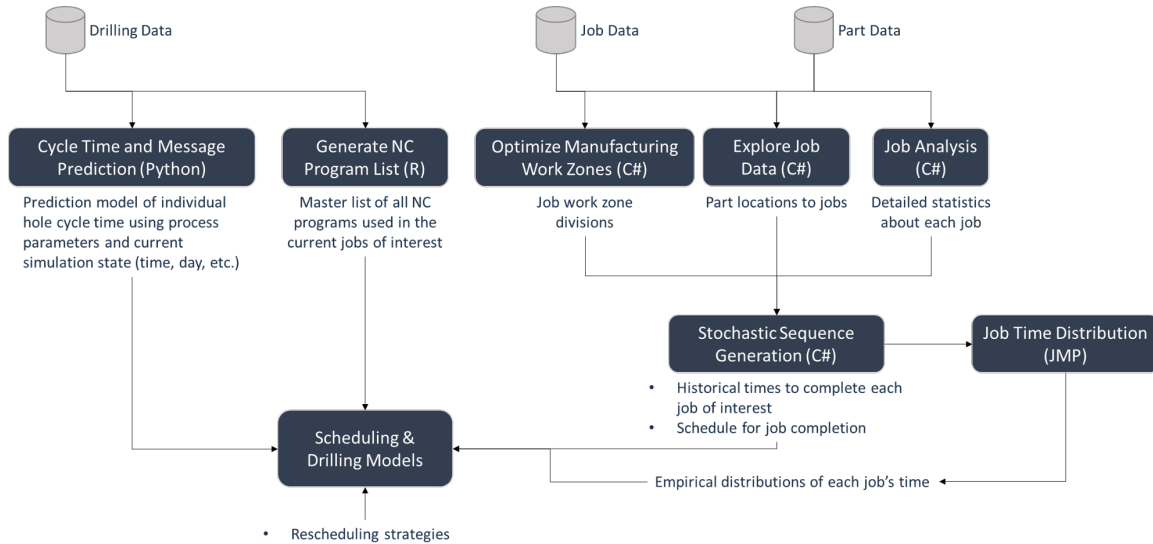 Drilling Data
Job Data
Part Data
Cycle Time and Message
Prediction (Python)
Generate NC
Program List (R)
Optimize Manufacturing
Work Zones (C#)
Explore Job
Data (C#)
Job Analysis
(C#)
Prediction model of individual
hole cycle time using process
parameters and current
simulation state (time, day, etc.)
Master list of all NC
programs used in the
current jobs of interest
Job work zone
divisions
Part locations to jobs
Detailed statistics
about each job
Stochastic Sequence
Generation (C#)
Job Time Distribution
(JMP)
• Historical times to complete each
job of interest
• Schedule for job completion
Scheduling &
Drilling Models
Empirical distributions of each job's time
• Rescheduling strategies